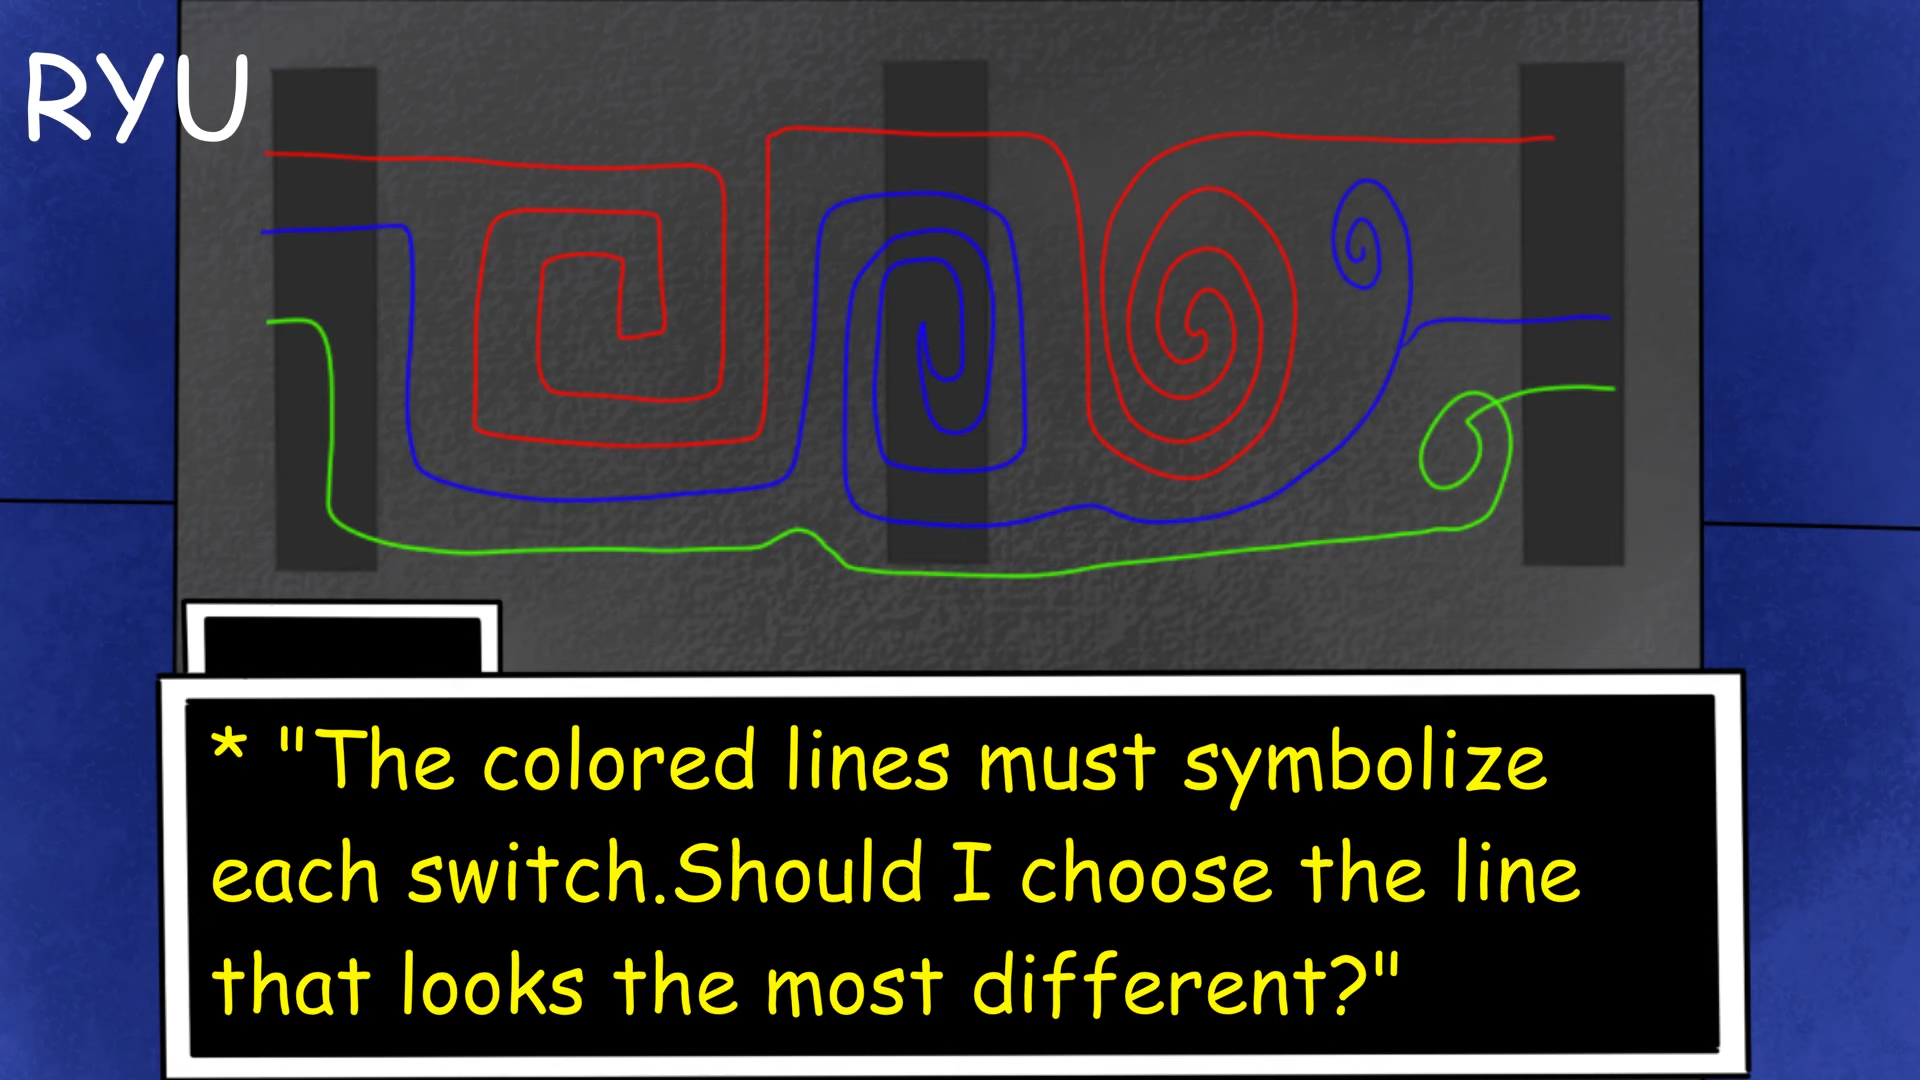 RYU
* "The colored lines must symbolize
each switch.Should I choose the line
that looks the most different?"